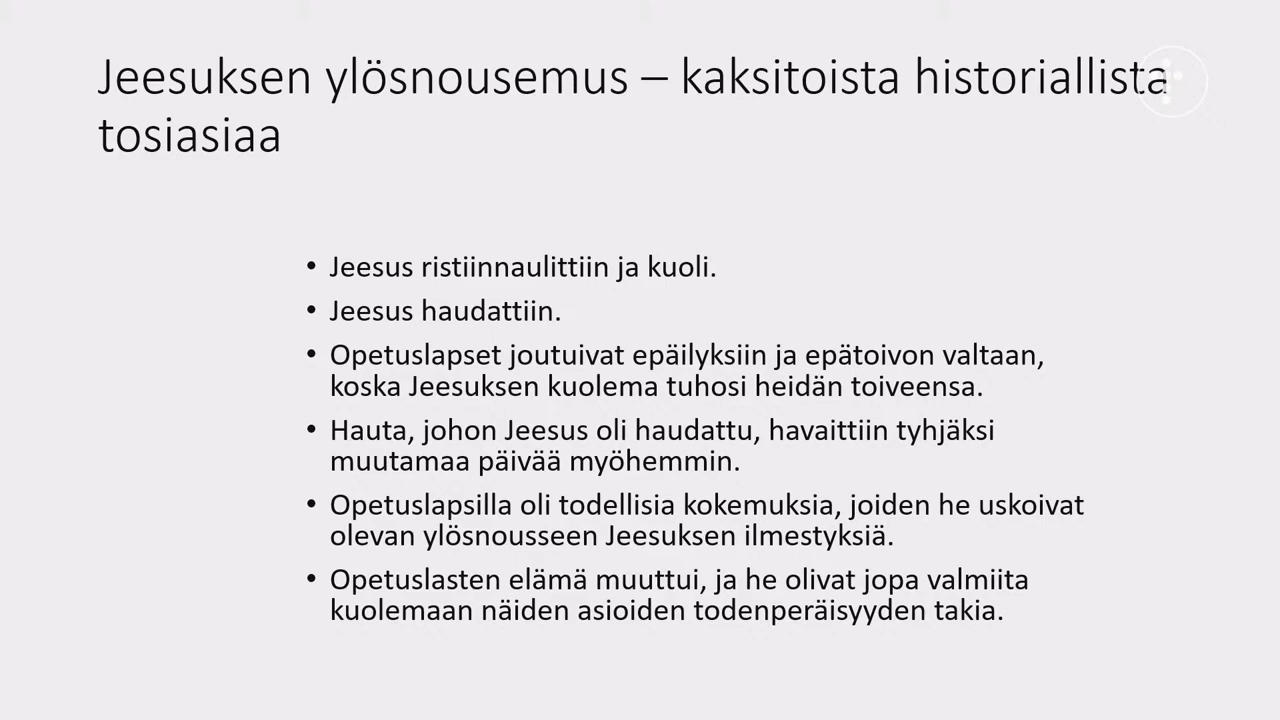 Jeesuksen ylösnousemus – kaksitoista historiallista
tosiasiaa
• Jeesus ristiinnaulittiin ja kuoli.
• Jeesus haudattiin.
• Opetuslapset joutuivat epäilyksiin ja epätoivon valtaan,
koska Jeesuksen kuolema tuhosi heidän toiveensa.
• Hauta, johon Jeesus oli haudattu, havaittiin tyhjäksi
muutamaa päivää myöhemmin.
• Opetuslapsilla oli todellisia kokemuksia, joiden he uskoivat
olevan ylösnousseen Jeesuksen ilmestyksiä.
• Opetuslasten elämä muuttui, ja he olivat jopa valmiita
kuolemaan näiden asioiden todenperäisyyden takia.